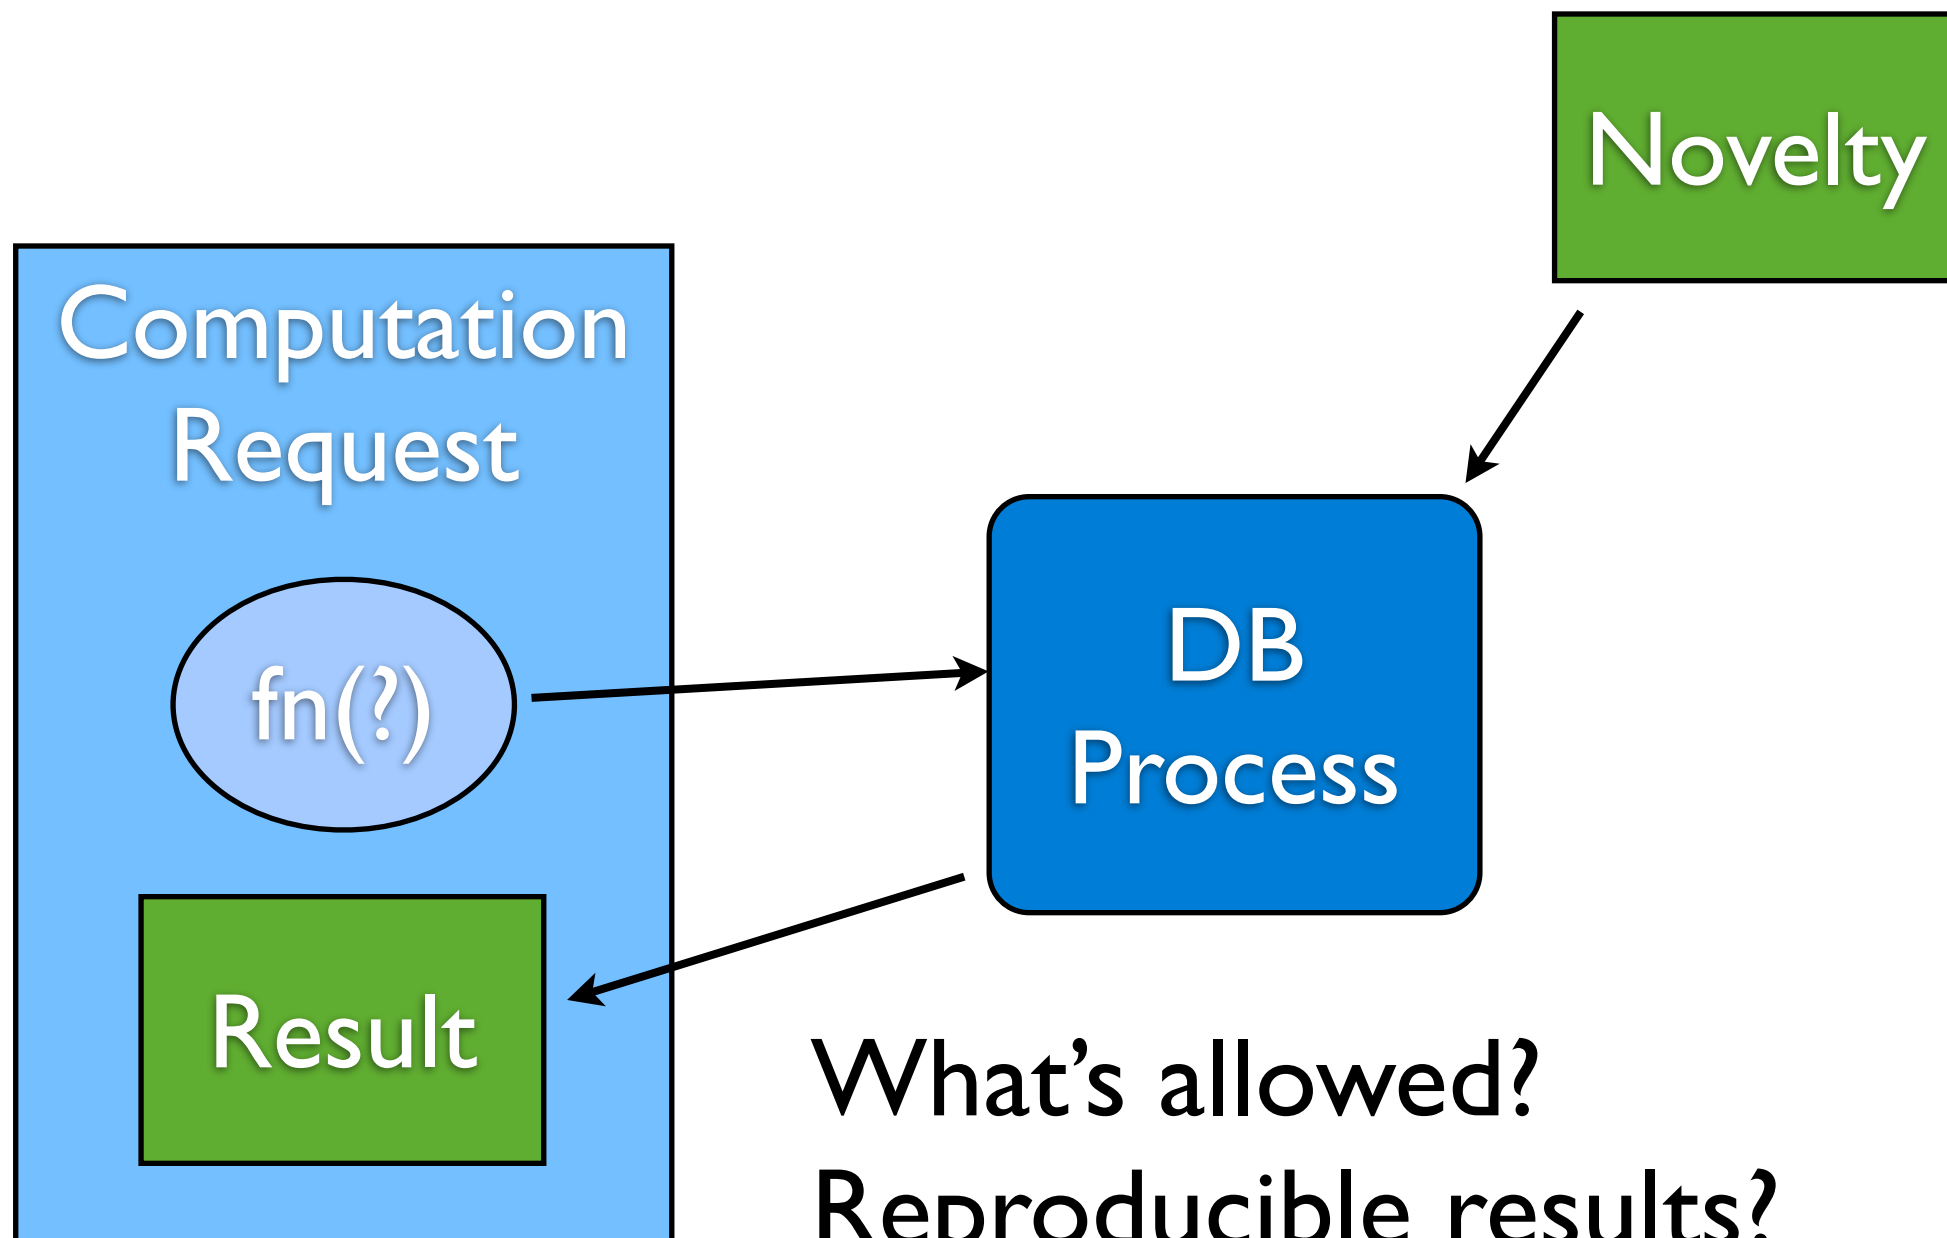 Novelty
Computation
Request
fn(?)
DB
Process
Result
What’s allowed?
Reproducible results?